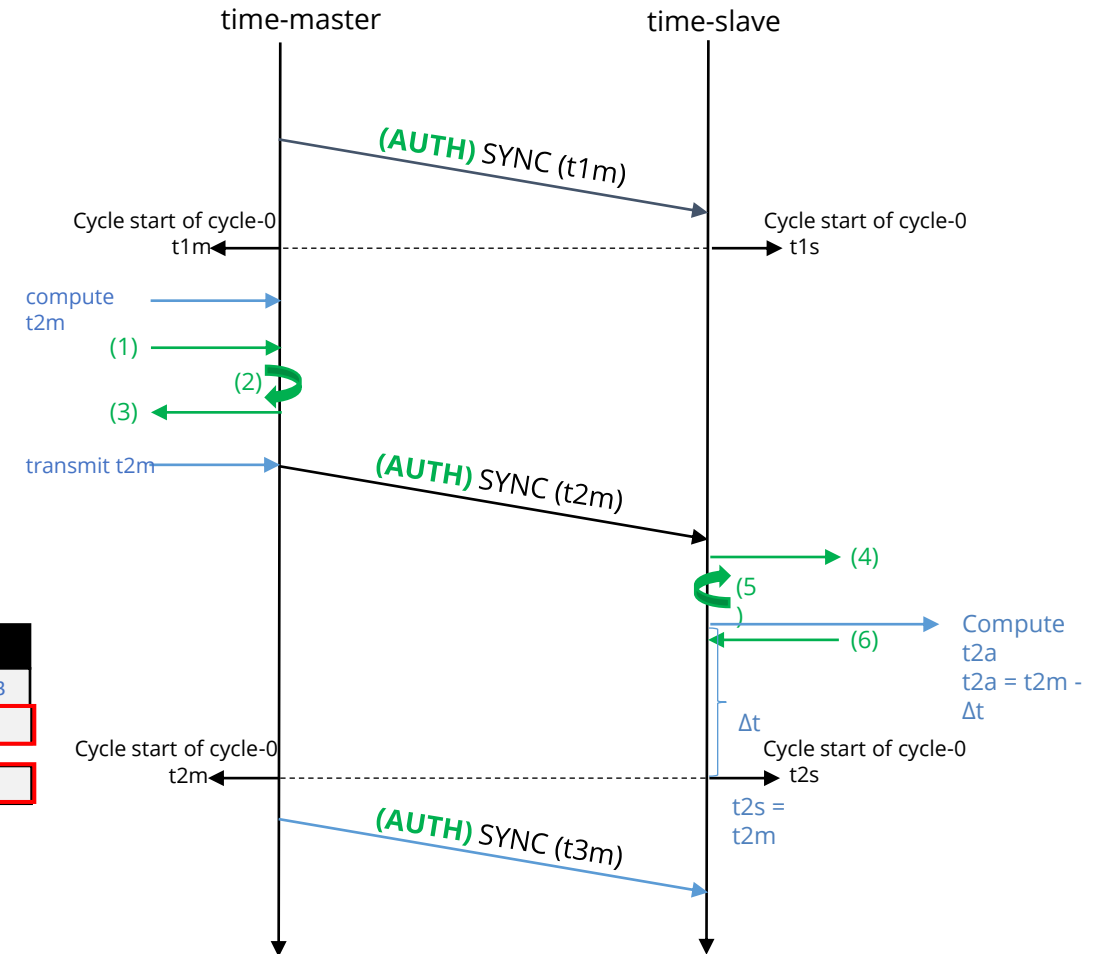 time-master
time-slave
(AUTH) SYNC (t1m)
Cycle start of cycle-0
t1m
Cycle start of cycle-0
t1s
compute
t2m
(1)
(2)
(3)
transmit t2m
(AUTH) SYNC (t2m)
(4)
(5
)
Compute
t2a
t2a = t2m -
Δt
(6)
Δt
Cycle start of cycle-0
t2m
Cycle start of cycle-0
t2s
t2s =
t2m
(AUTH) SYNC (t3m)